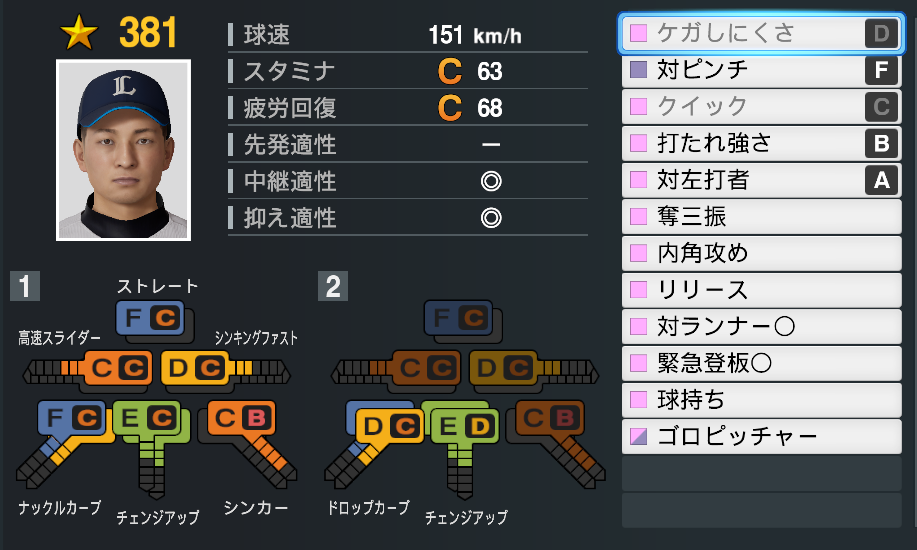 ★ 381
L
球速 151 km/h
スタミナ C 63
疲労回復 C 68
先発適性 ー
中継適性 ◎
抑え適性 ◎
ケガしにくさ D
対ピンチ F
クイック C
打たれ強さ B
対左打者 A
奪三振
内角攻め
リリース
対ランナー○
緊急登板○
球持ち
ゴロピッチャー
1
ストレート
F C
高速スライダー
シンキングファスト
C C
D C
F C
E C
C B
ナックルカーブ
チェンジアップ
シンカー
2
F C
C C
D C
D C
E D
C B
ドロップカーブ
チェンジアップ